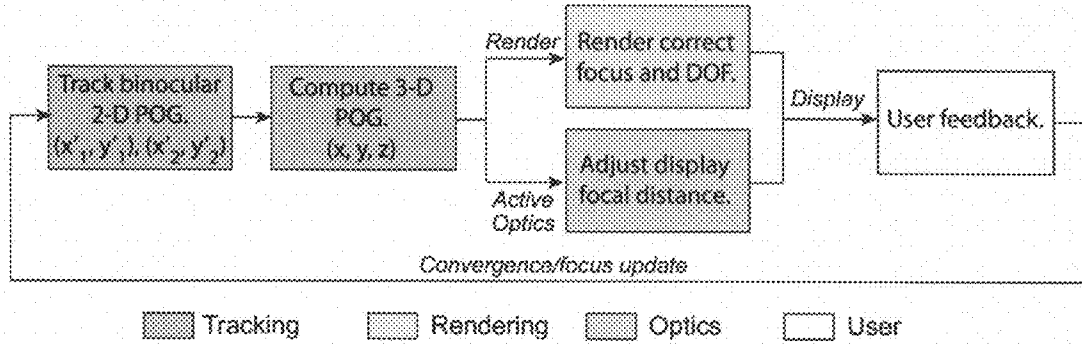 Track binocular
2-D POG.
(x'₁, y'₁), (x'₂, y'₂)
Compute 3-D
POG.
(x, y, z)
Render
Render correct
focus and DOF.
Active
Optics
Adjust display
focal distance.
Display
User feedback.
Convergence/focus update
Tracking
Rendering
Optics
User